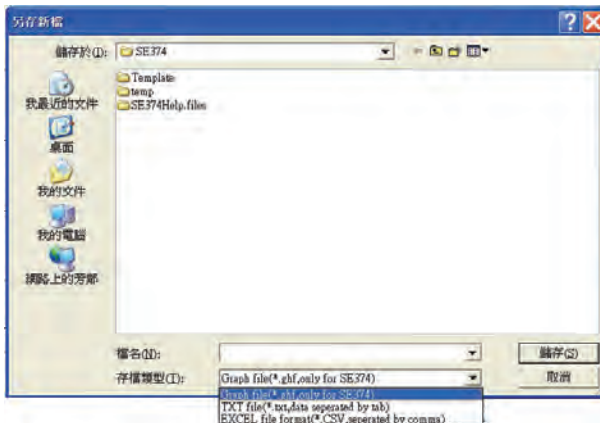 另存新檔
儲存於(I): SE374
Template
temp
SE374Help.files
我最近的文件
桌面
我的文件
我的電腦
網路上的芳鄰
檔名(N):
儲存(S)
存檔類型(T): Graph file(*.ghf,only for SE374)
取消
Graph file(*.ghf,only for SE374)
TXT file(*.txt,data seperated by tab)
EXCEL file format(*.CSV,seperated by comma)